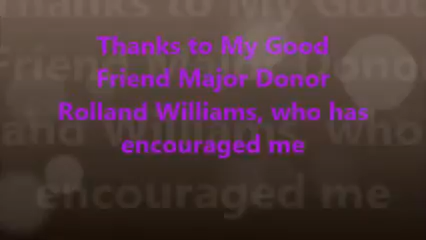 Thanks to My Good
Friend Major Donor
Rolland Williams, who has
encouraged me